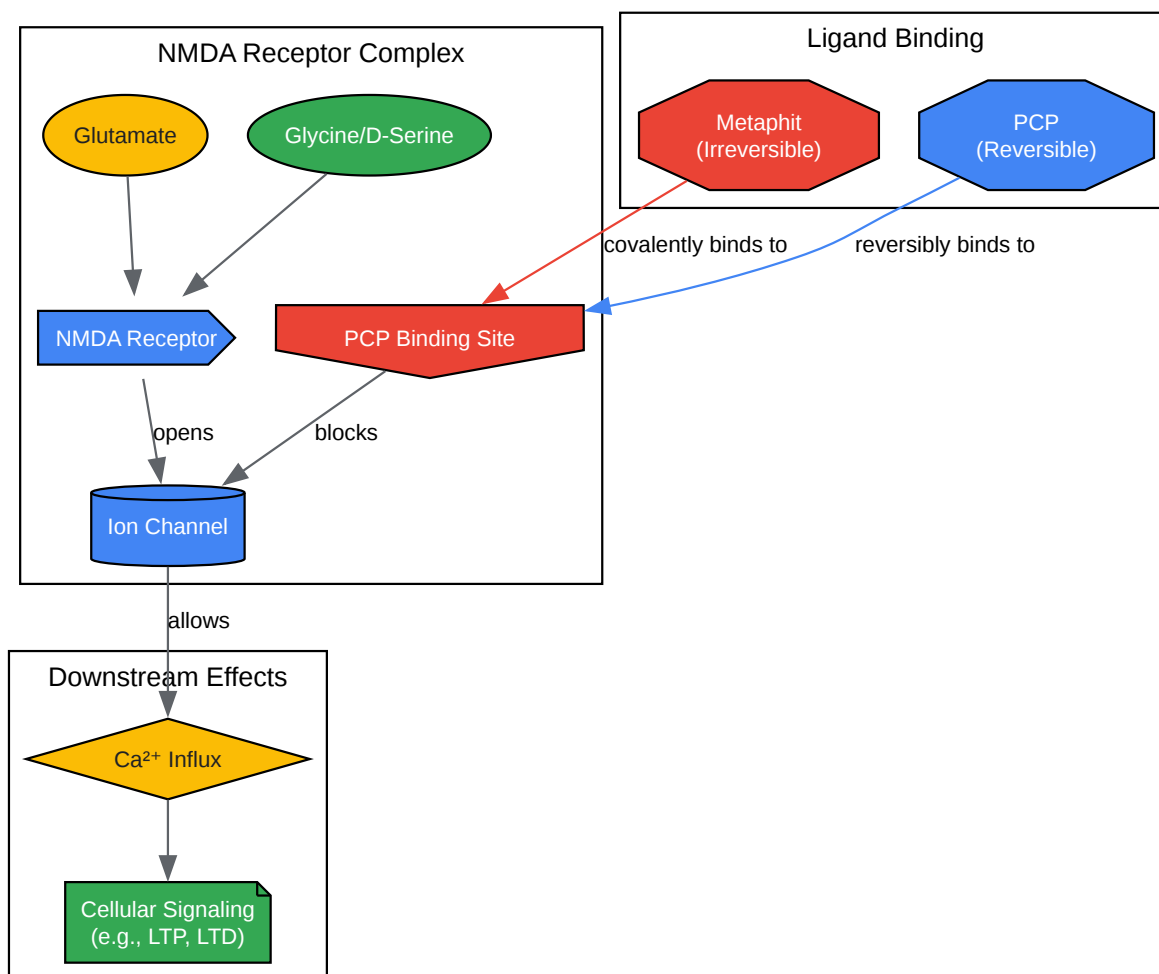 NMDA Receptor Complex
Ligand Binding
Glutamate
Glycine/D-Serine
Metaphit
(Irreversible)
PCP
(Reversible)
covalently binds to
reversibly binds to
NMDA Receptor
PCP Binding Site
opens
blocks
Ion Channel
allows
Downstream Effects
Ca²⁺ Influx
Cellular Signaling
(e.g., LTP, LTD)